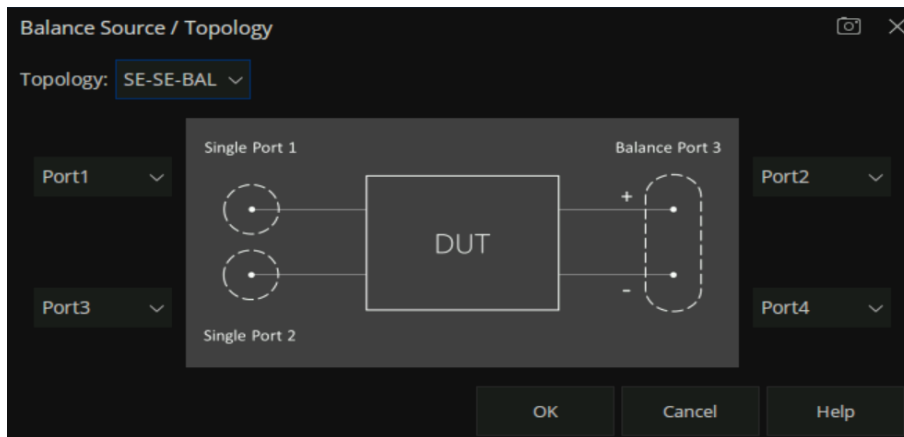 Balance Source / Topology
Topology: SE-SE-BAL
Single Port 1
Balance Port 3
Port1
Port2
+
DUT
-
Port3
Port4
Single Port 2
OK
Cancel
Help